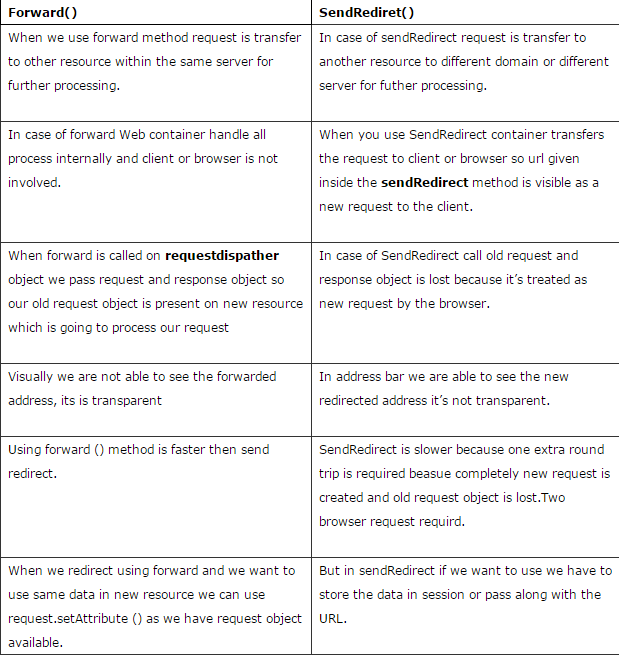 Forward()
SendRediret()
When we use forward method request is transfer
to other resource within the same server for
further processing.
In case of sendRedirect request is transfer to
another resource to different domain or different
server for futher processing.
In case of forward Web container handle all
process internally and client or browser is not
involved.
When you use SendRedirect container transfers
the request to client or browser so url given
inside the sendRedirect method is visible as a
new request to the client.
When forward is called on requestdispather
object we pass request and response object so
our old request object is present on new resource
which is going to process our request
In case of SendRedirect call old request and
response object is lost because it’s treated as
new request by the browser.
Visually we are not able to see the forwarded
address, its is transparent
In address bar we are able to see the new
redirected address it’s not transparent.
Using forward () method is faster then send
redirect.
SendRedirect is slower because one extra round
trip is required beasue completely new request is
created and old request object is lost.Two
browser request requird.
When we redirect using forward and we want to
use same data in new resource we can use
request.setAttribute () as we have request object
available.
But in sendRedirect if we want to use we have to
store the data in session or pass along with the
URL.